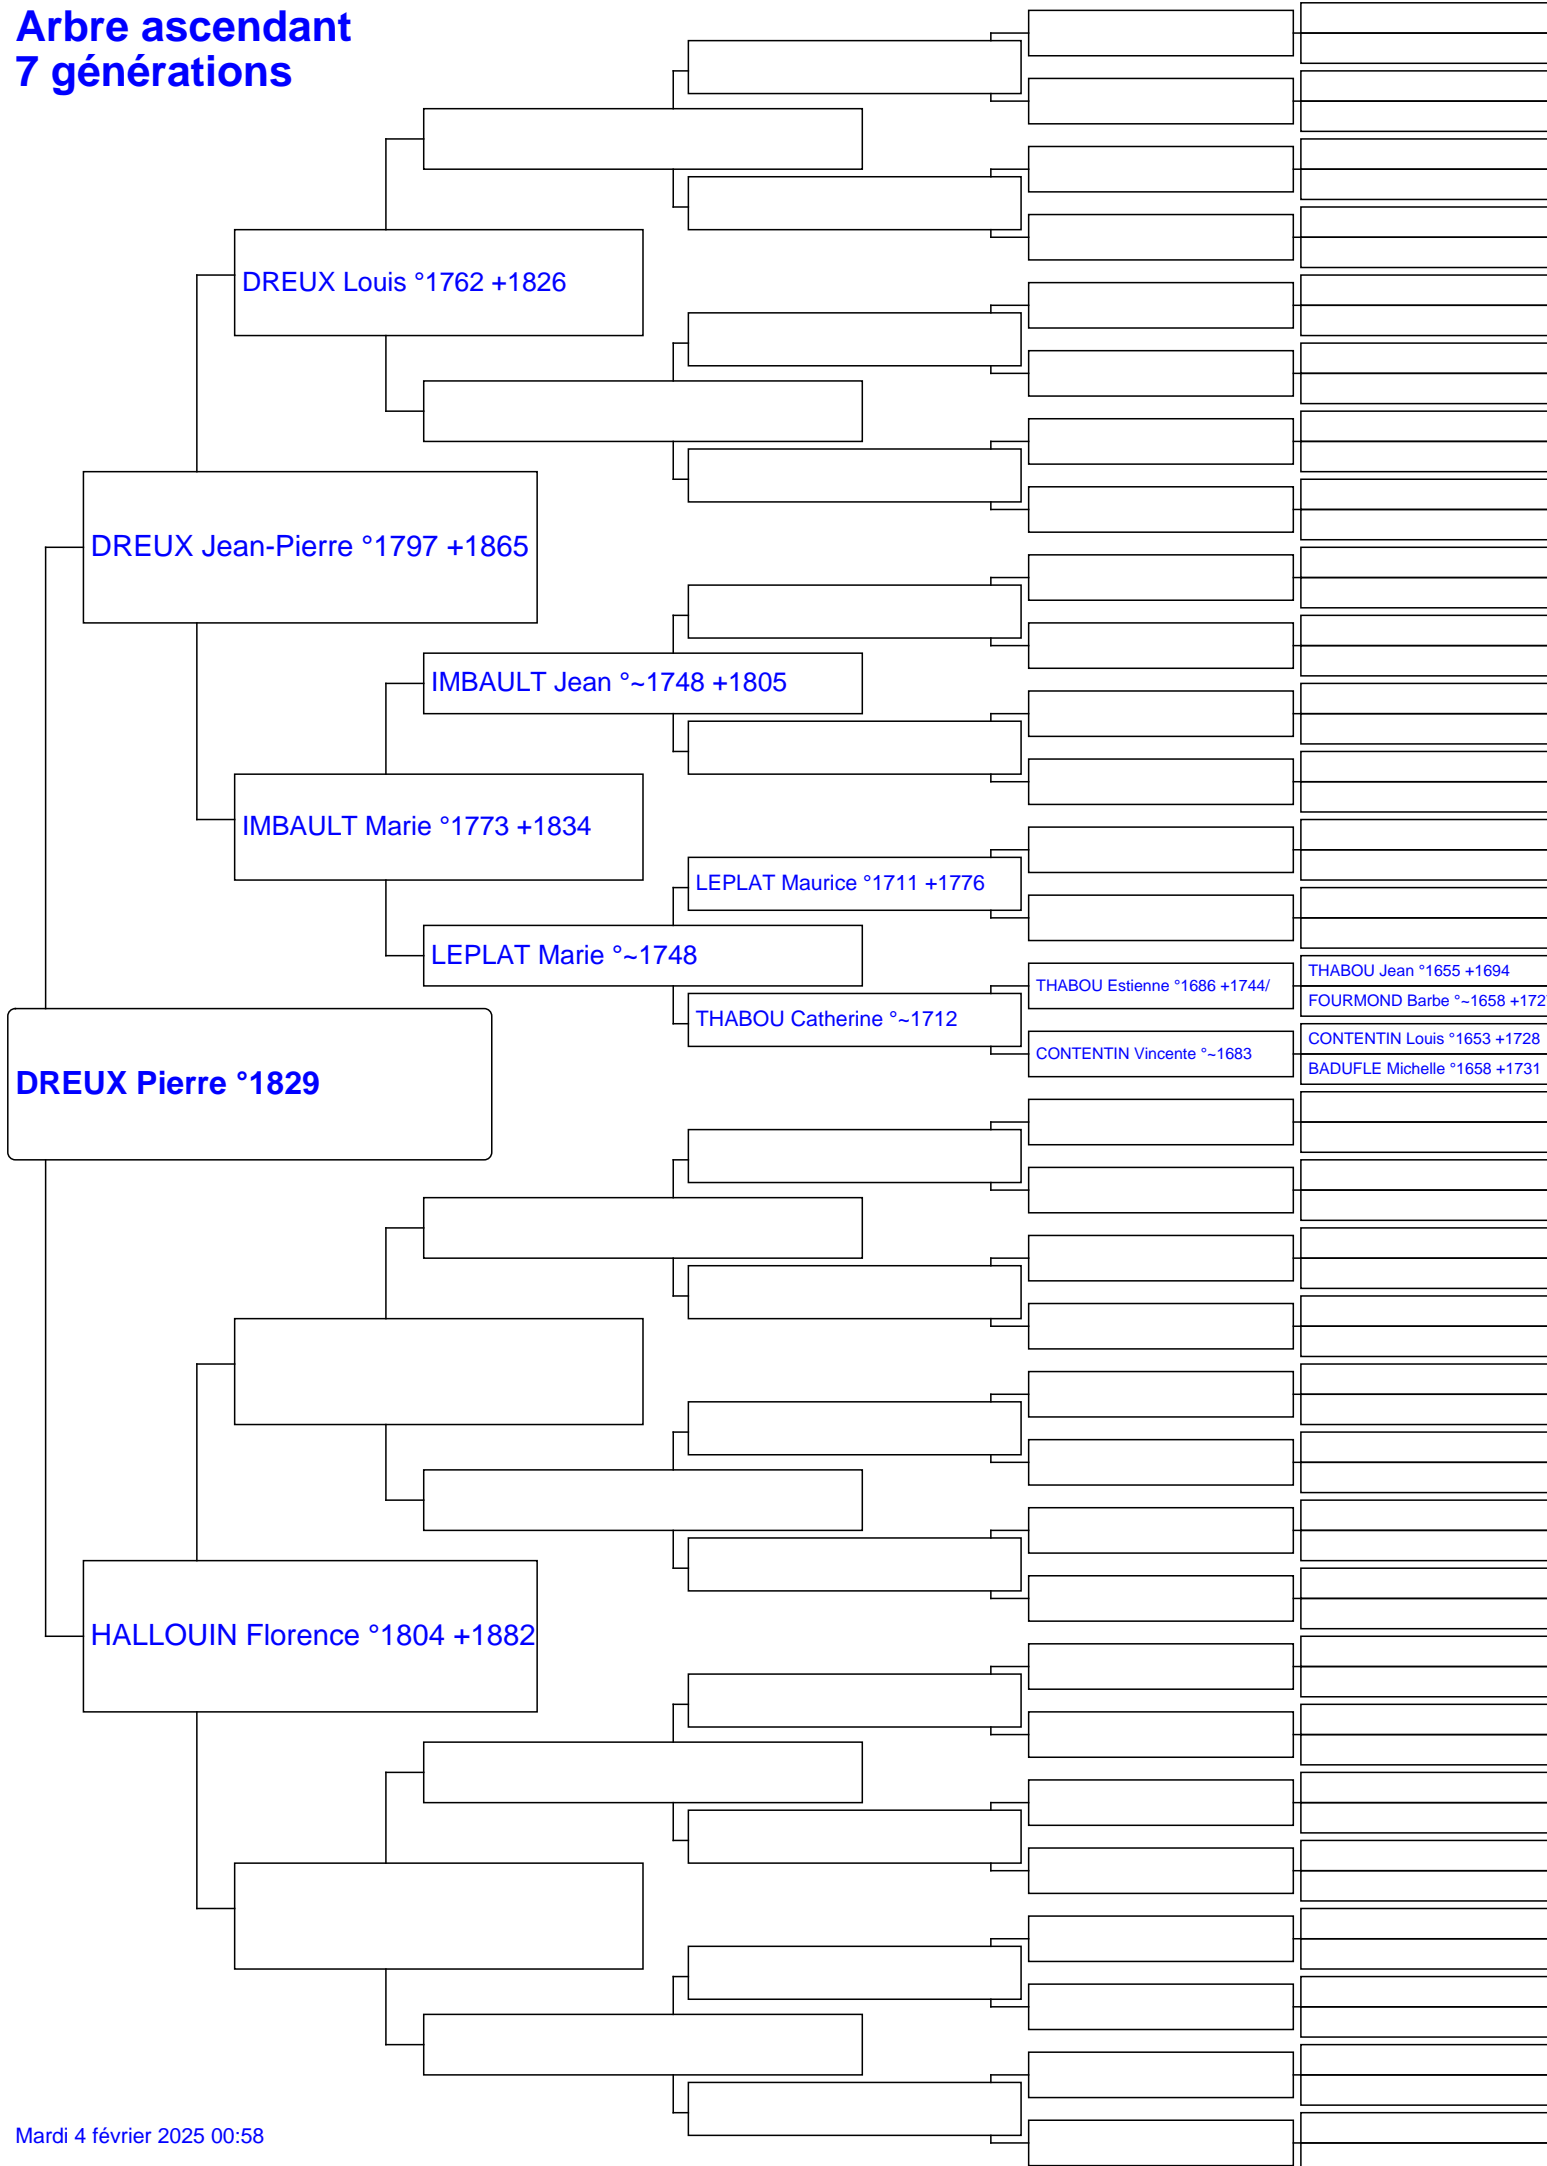 Arbre ascendant
7 générations
DREUX Louis °1762 +1826
DREUX Jean-Pierre °1797 +1865
IMBAULT Jean °~1748 +1805
IMBAULT Marie °1773 +1834
LEPLAT Maurice °1711 +1776
LEPLAT Marie °~1748
THABOU Jean °1655 +1694
THABOU Estienne °1686 +1744/
FOURMOND Barbe °~1658 +172
THABOU Catherine °~1712
CONTENTIN Louis °1653 +1728
CONTENTIN Vincente °~1683
BADUFLE Michelle °1658 +1731
DREUX Pierre °1829
HALLOUIN Florence °1804 +1882
Mardi 4 février 2025 00:58